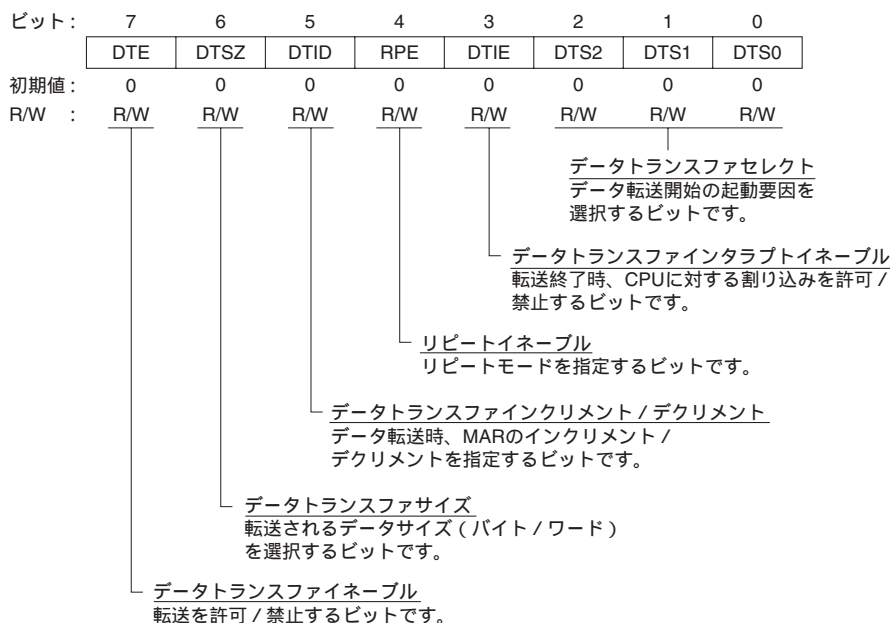 ビット : 7 6 5 4 3 2 1 0
DTE DTSZ DTID RPE DTIE DTS2 DTS1 DTS0
初期値 : 0 0 0 0 0 0 0 0
R/W : R/W R/W R/W R/W R/W R/W R/W R/W
データトランスファセレクト
データ転送開始の起動要因を
選択するビットです。
データトランスファインタラプトイネーブル
転送終了時、CPUに対する割り込みを許可/
禁止するビットです。
リピートイネーブル
リピートモードを指定するビットです。
データトランスファインクリメント/デクリメント
データ転送時、MARのインクリメント/
デクリメントを指定するビットです。
データトランスファサイズ
転送されるデータサイズ(バイト/ワード)
を選択するビットです。
データトランスファイネーブル
転送を許可/禁止するビットです。